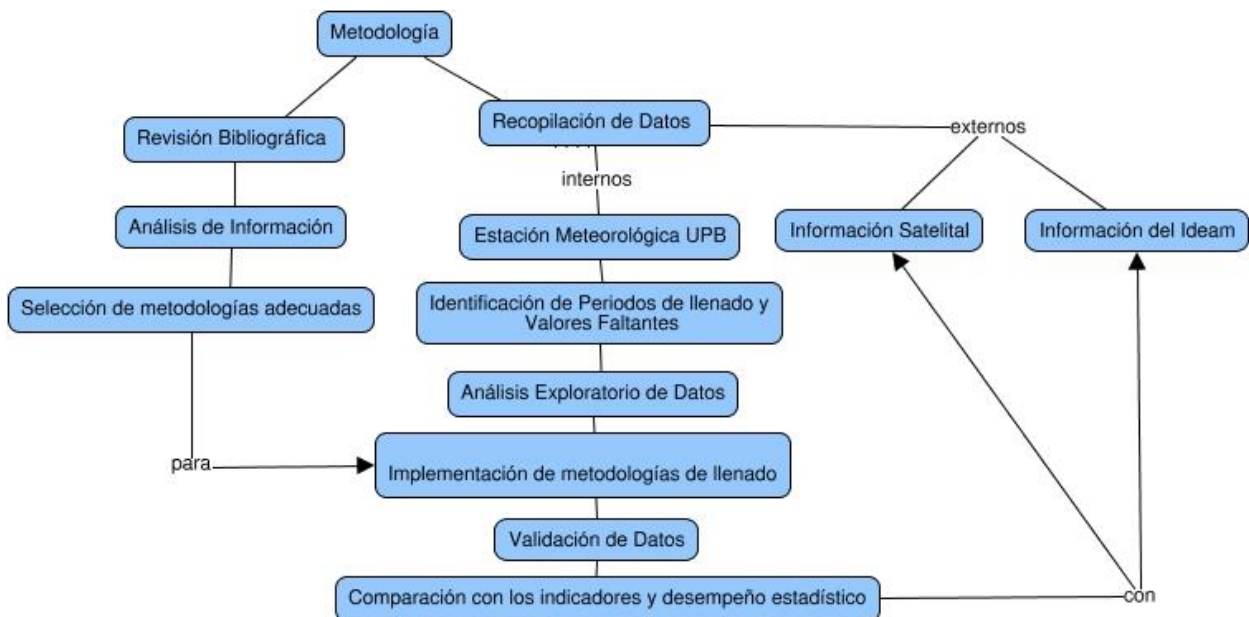 Metodología
Revisión Bibliográfica
Recopilación de Datos
externos
internos
Análisis de Información
Estación Meteorológica UPB
Información Satelital
Información del Ideam
Selección de metodologías adecuadas
Identificación de Periodos de llenado y
Valores Faltantes
Análisis Exploratorio de Datos
para
Implementación de metodologías de llenado
Validación de Datos
Comparación con los indicadores y desempeño estadístico
con